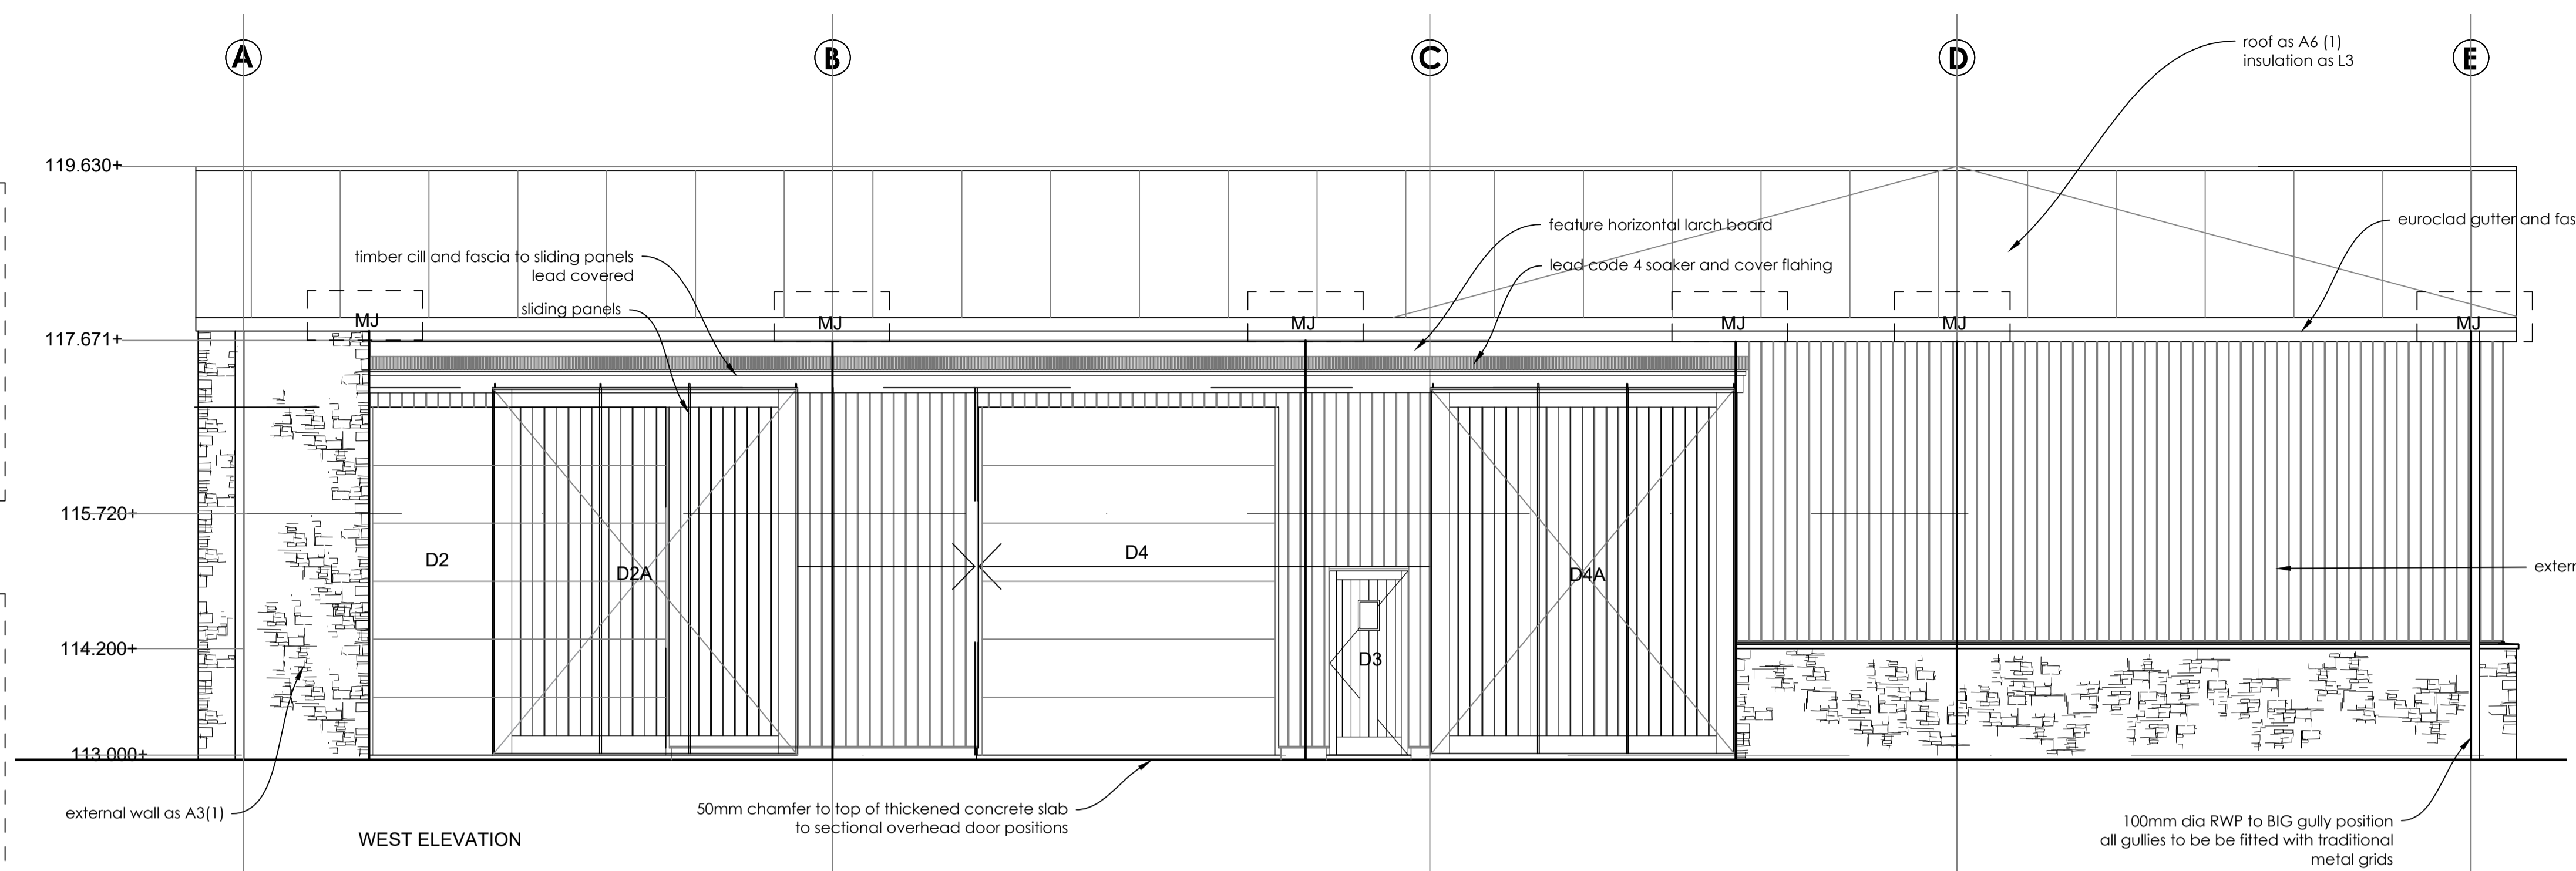 A
B
C
D
E
roof as A6 (1)
insulation as L3
119.630+
feature horizontal larch board
euroclad gutter and fas
timber cill and fascia to sliding panels
lead covered
lead code 4 soaker and cover flahing
sliding panels
MJ
MJ
MJ
MJ
MJ
MJ
117.671+
115.720+
D2
D2A
D4
D4A
extern
114.200+
D3
113.000+
external wall as A3(1)
50mm chamfer to top of thickened concrete slab
to sectional overhead door positions
WEST ELEVATION
100mm dia RWP to BIG gully position
all gullies to be be fitted with traditional
metal grids